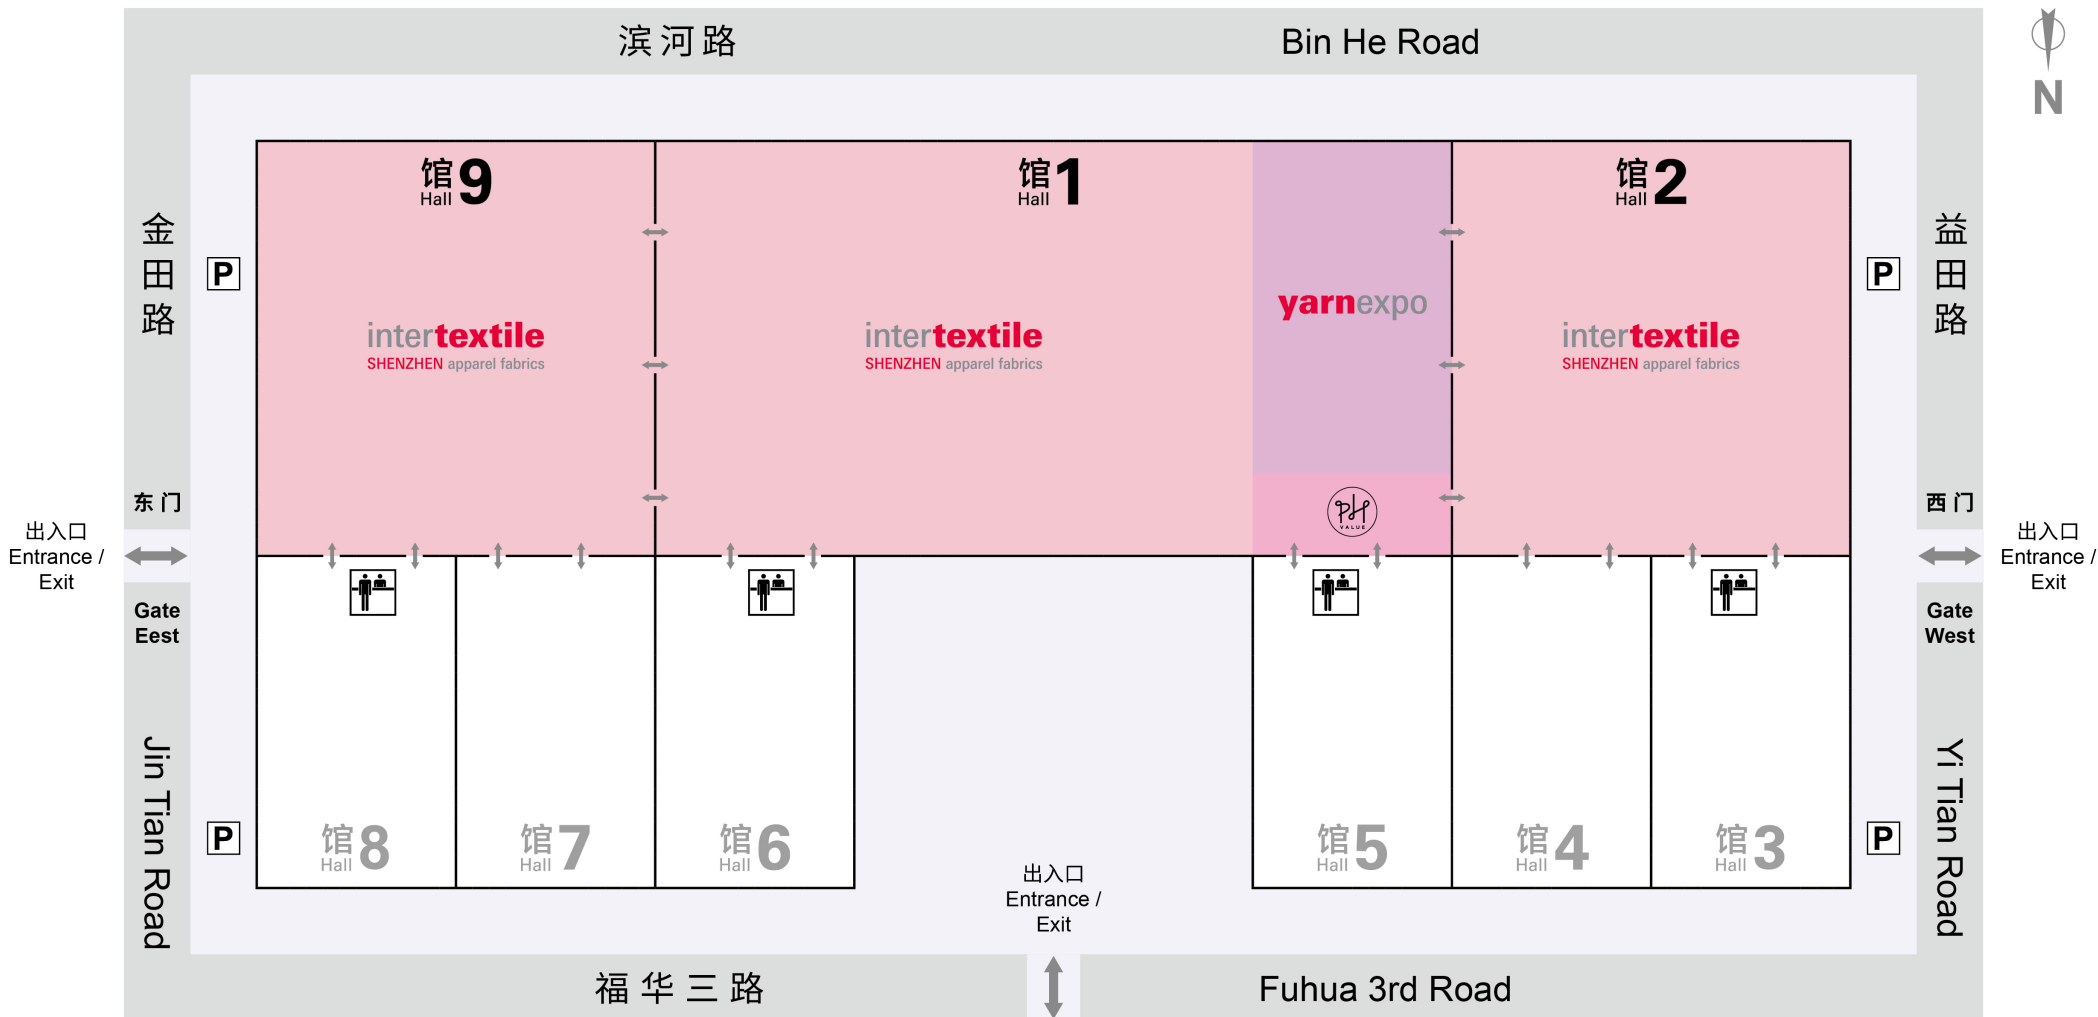 滨河路
Bin He Road
N
馆
Hall 9
馆
Hall 1
馆
Hall 2
金田路
益田路
P
P
yarnexpo
intertextile
SHENZHEN apparel fabrics
intertextile
SHENZHEN apparel fabrics
intertextile
SHENZHEN apparel fabrics
PH
VALUE
东门
西门
出入口
Entrance /
Exit
出入口
Entrance /
Exit
Gate
Eest
Gate
West
Jin Tian Road
Yi Tian Road
P
P
馆
Hall 8
馆
Hall 7
馆
Hall 6
馆
Hall 5
馆
Hall 4
馆
Hall 3
出入口
Entrance /
Exit
福华三路
Fuhua 3rd Road